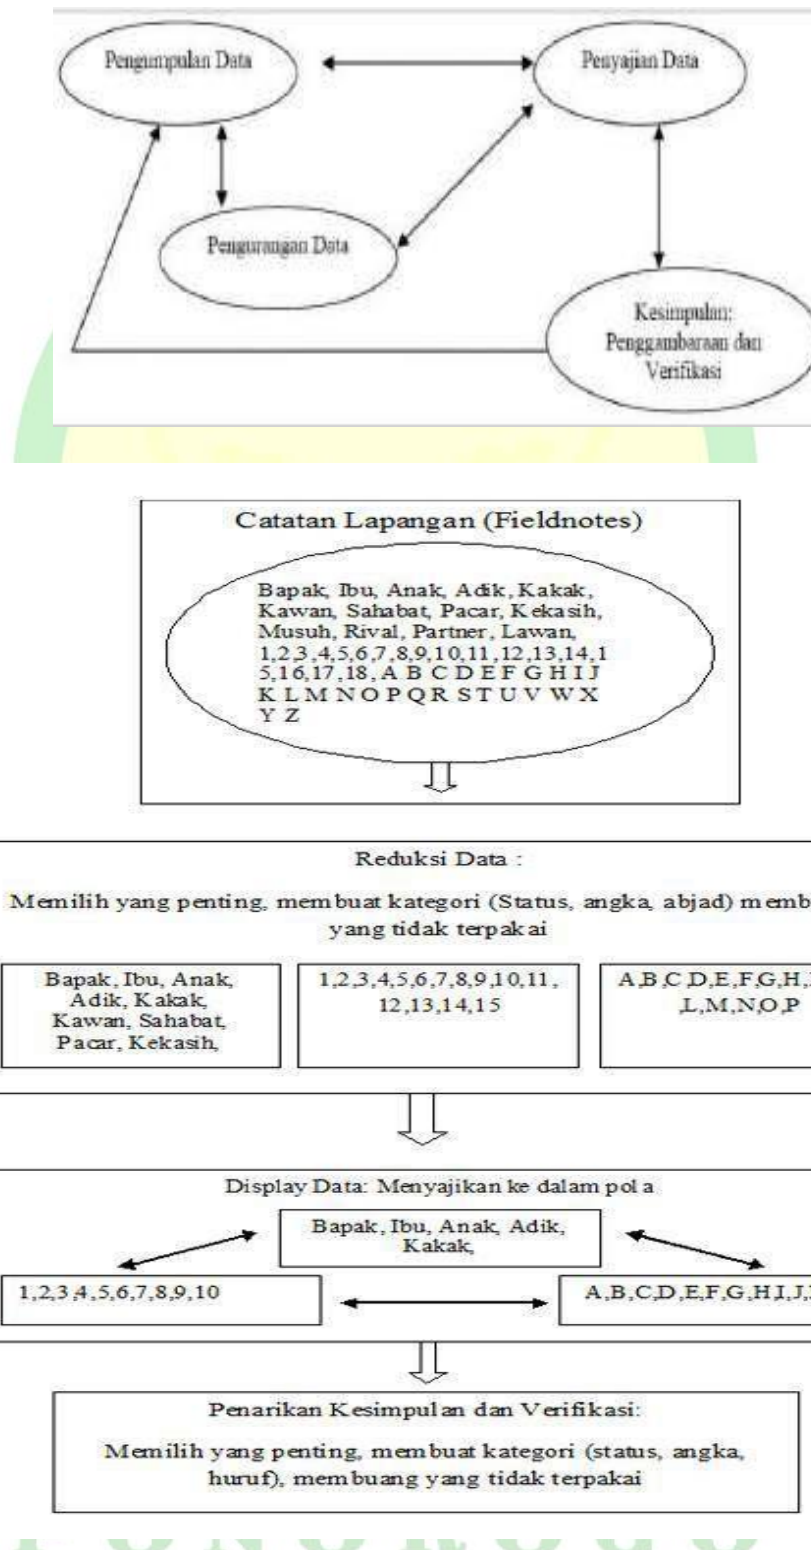 Pengumpulan Data
Penyajian Data
Pengurangan Data
Kesimpulan:
Penggambaraan dan
Verifikasi
Catatan Lapangan (Fieldnotes)
Bapak, Ibu, Anak, Adik, Kakak,
Kawan, Sahabat, Pacar, Kekasih,
Musuh, Rival, Partner, Lawan,
1,2,3,4,5,6,7,8,9,10,11,12,13,14,1
5,16,17,18, A B C D E F G H I J
K L M N O P Q R S T U V W X
Y Z
Reduksi Data :
Memilih yang penting, membuat kategori (Status, angka, abjad) memb
yang tidak terpakai
Bapak, Ibu, Anak,
Adik, Kakak,
Kawan, Sahabat,
Pacar, Kekasih,
1,2,3,4,5,6,7,8,9,10,11,
12,13,14,15
A,B,C,D,E,F,G,H,
,L,M,N,O,P
Display Data: Menyajikan ke dalam pola
Bapak, Ibu, Anak, Adik,
Kakak,
1,2,3,4,5,6,7,8,9,10
A,B,C,D,E,F,G,H,I,J,
Penarikan Kesimpulan dan Verifikasi:
Memilih yang penting, membuat kategori (status, angka,
huruf), membuang yang tidak terpakai